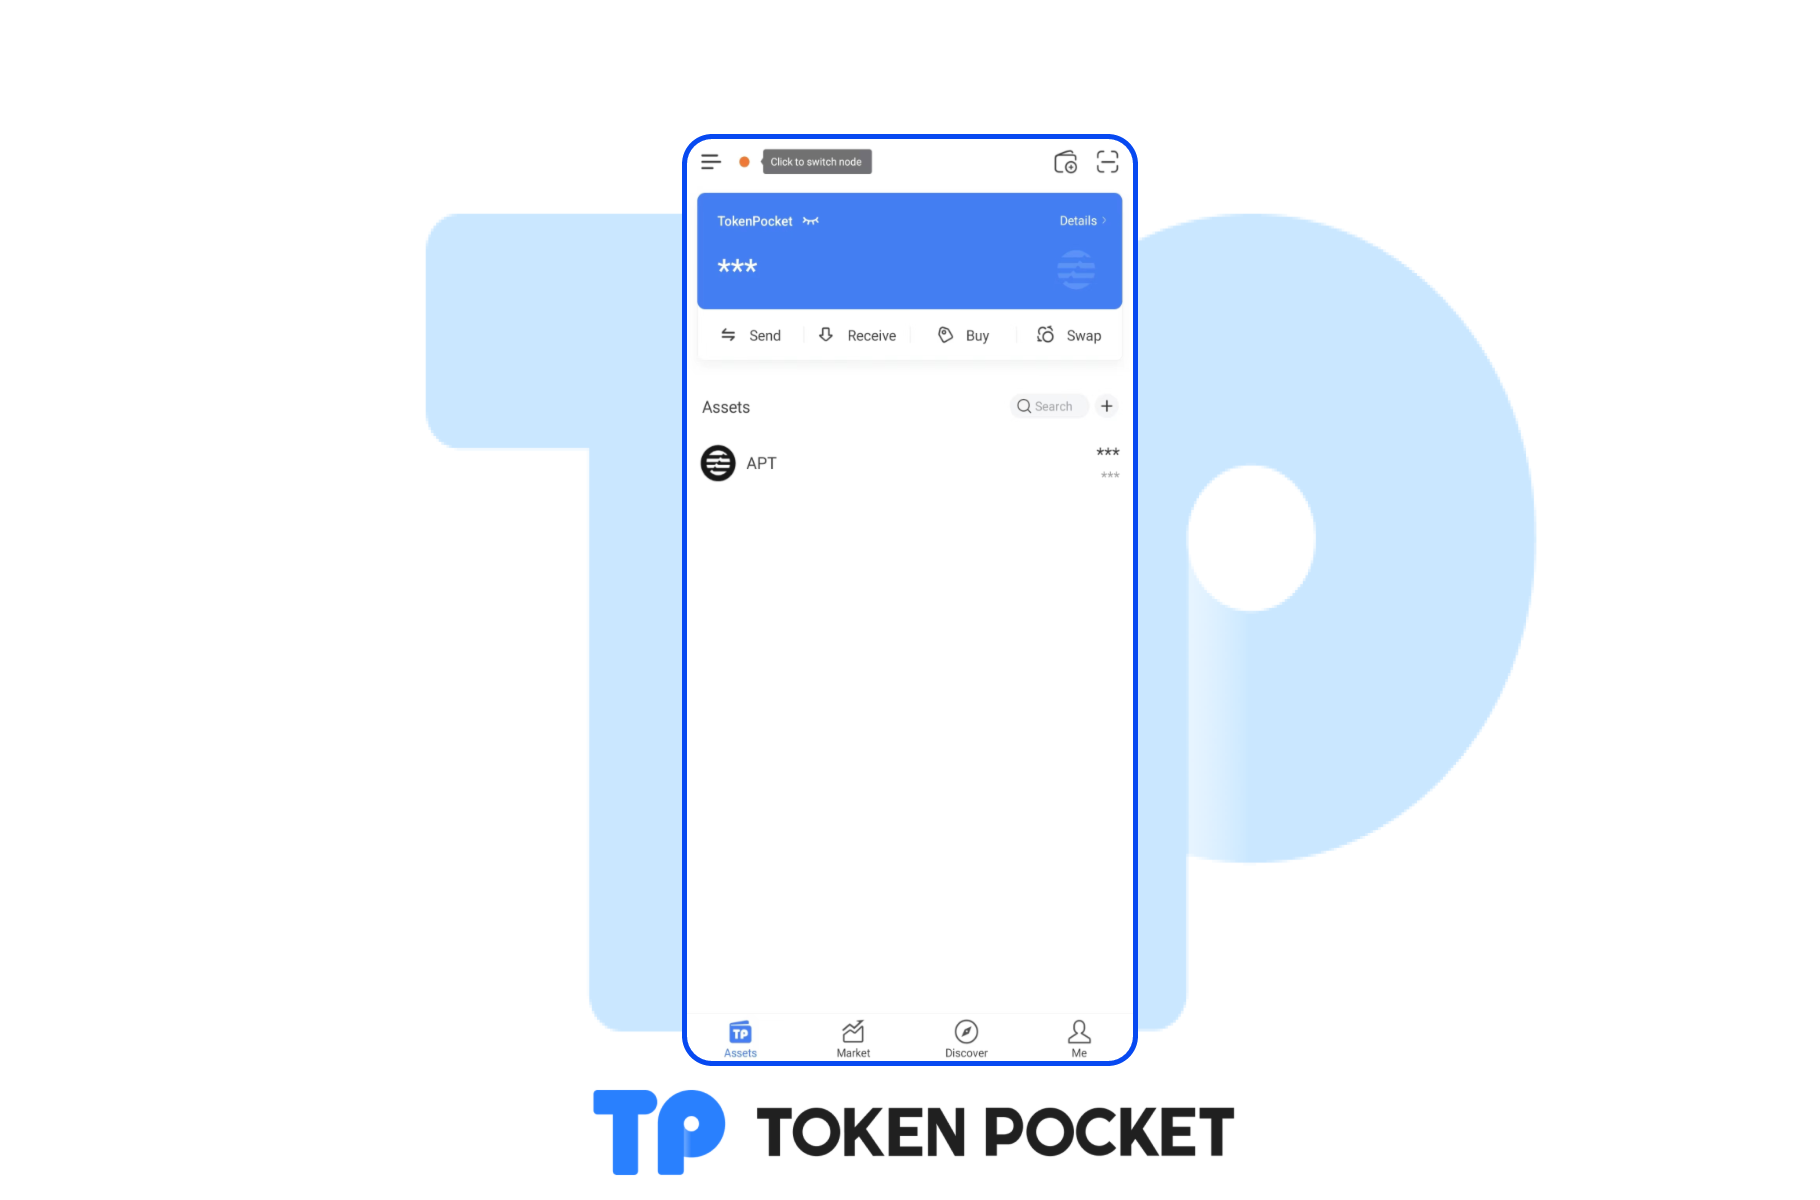 Click to switch node
TokenPocket
Details >
***
Send
Receive
Buy
Swap
Assets
Search
+
APT
***
***
TP
Assets
Market
Discover
Me
TP TOKEN POCKET